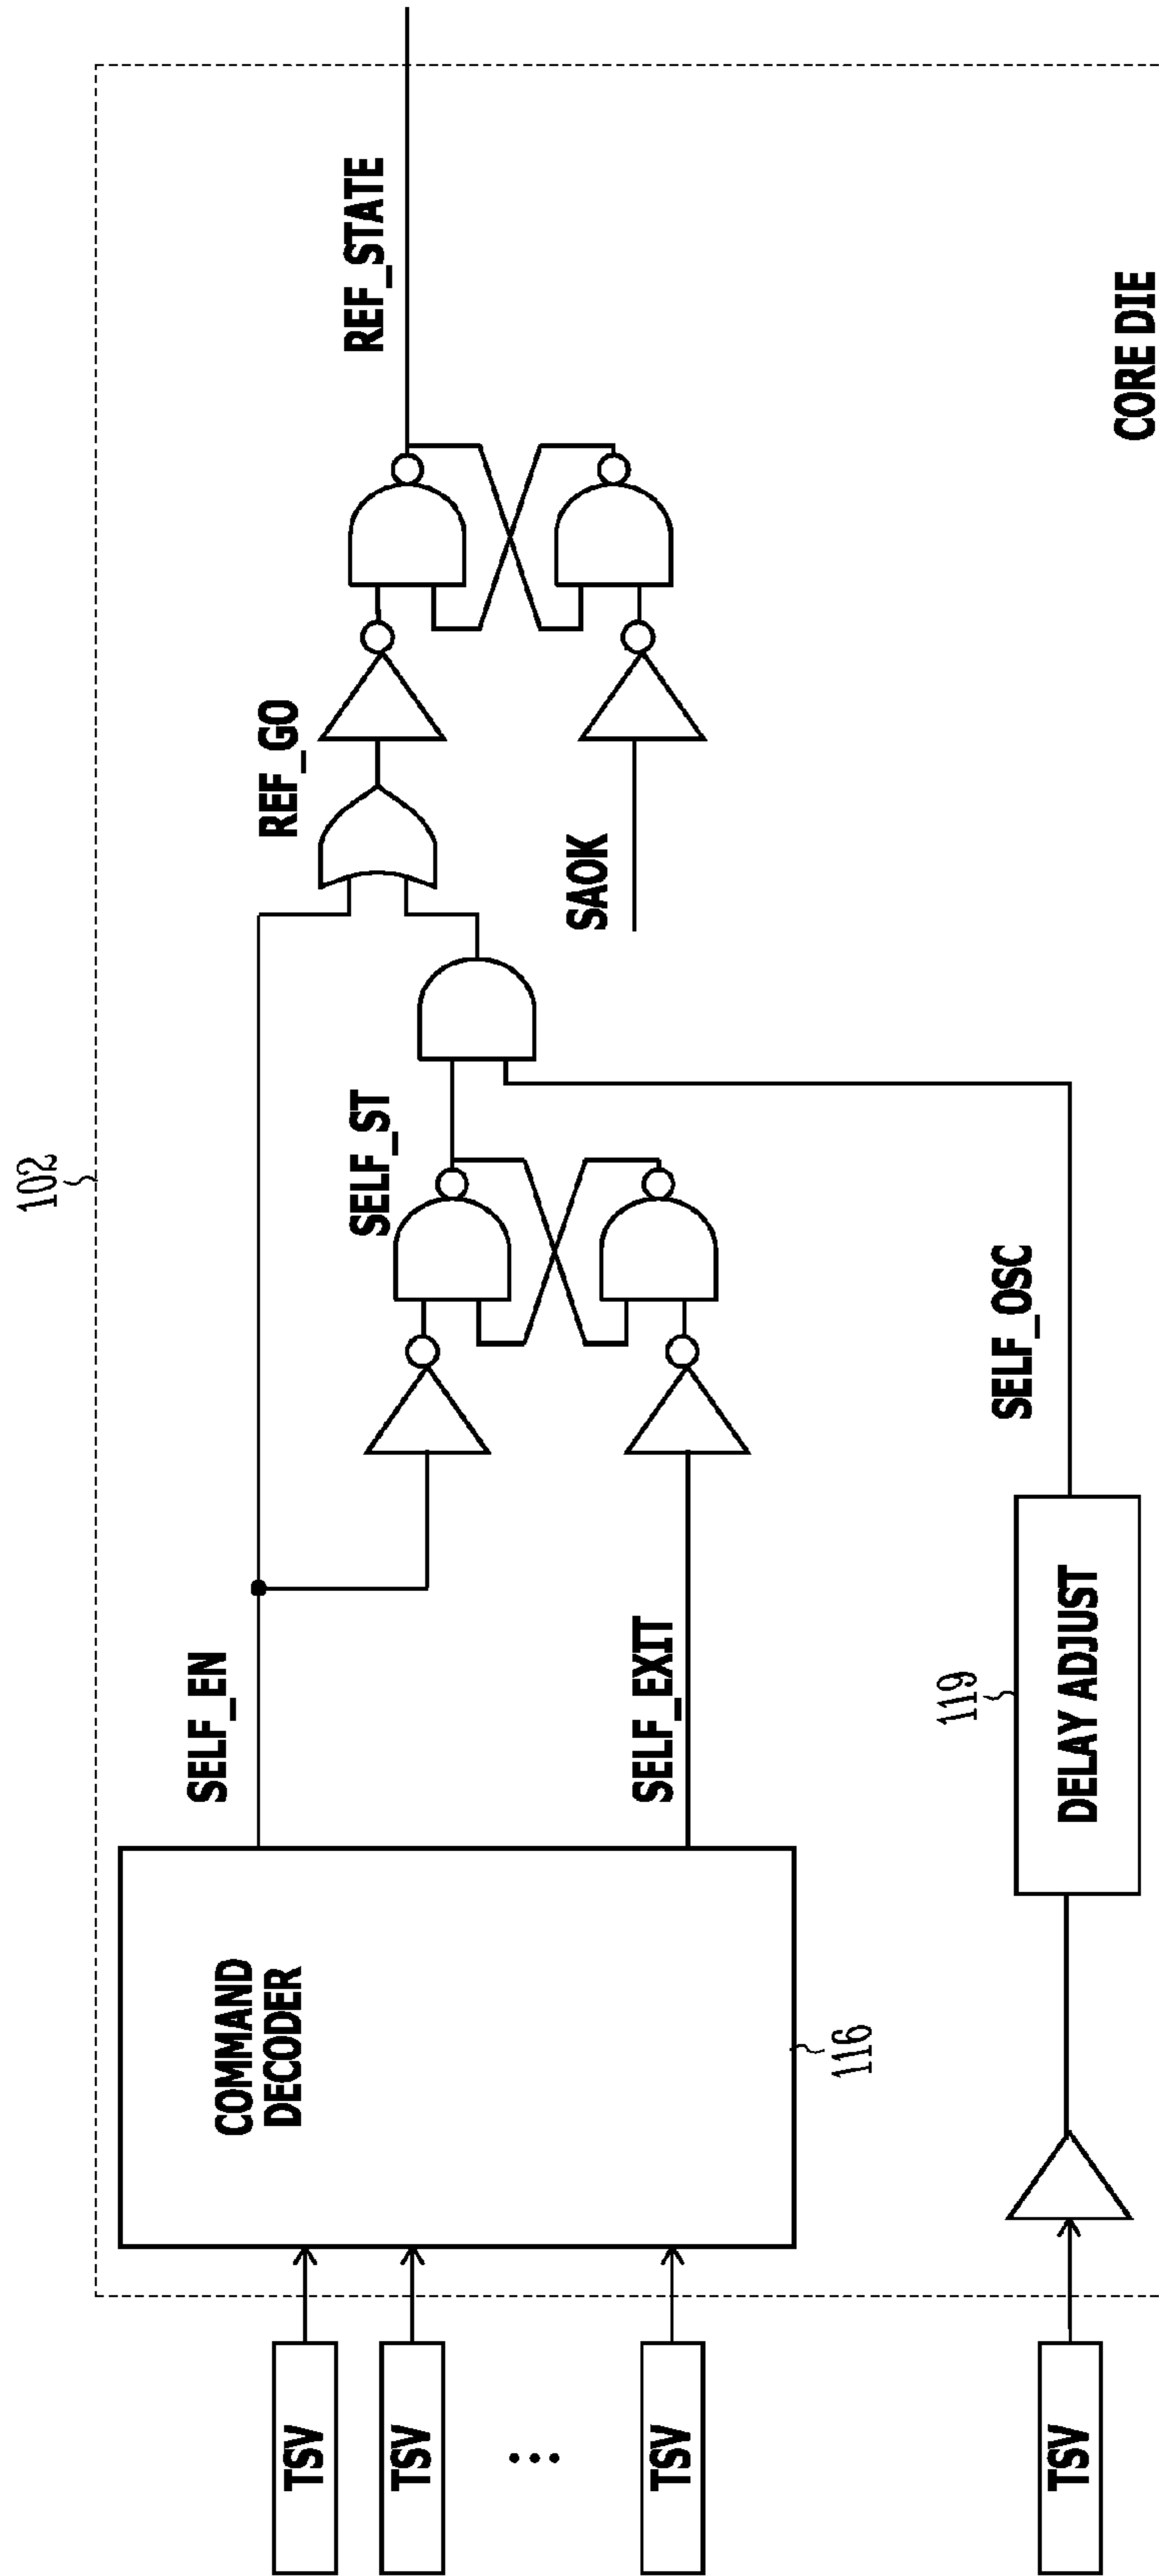 102
TSV
TSV
...
TSV
TSV
COMMAND
DECODER
116
SELF_EN
SELF_EXIT
119
DELAY ADJUST
SELF_OSC
SELF_ST
REF_GO
SAOK
REF_STATE
CORE DIE